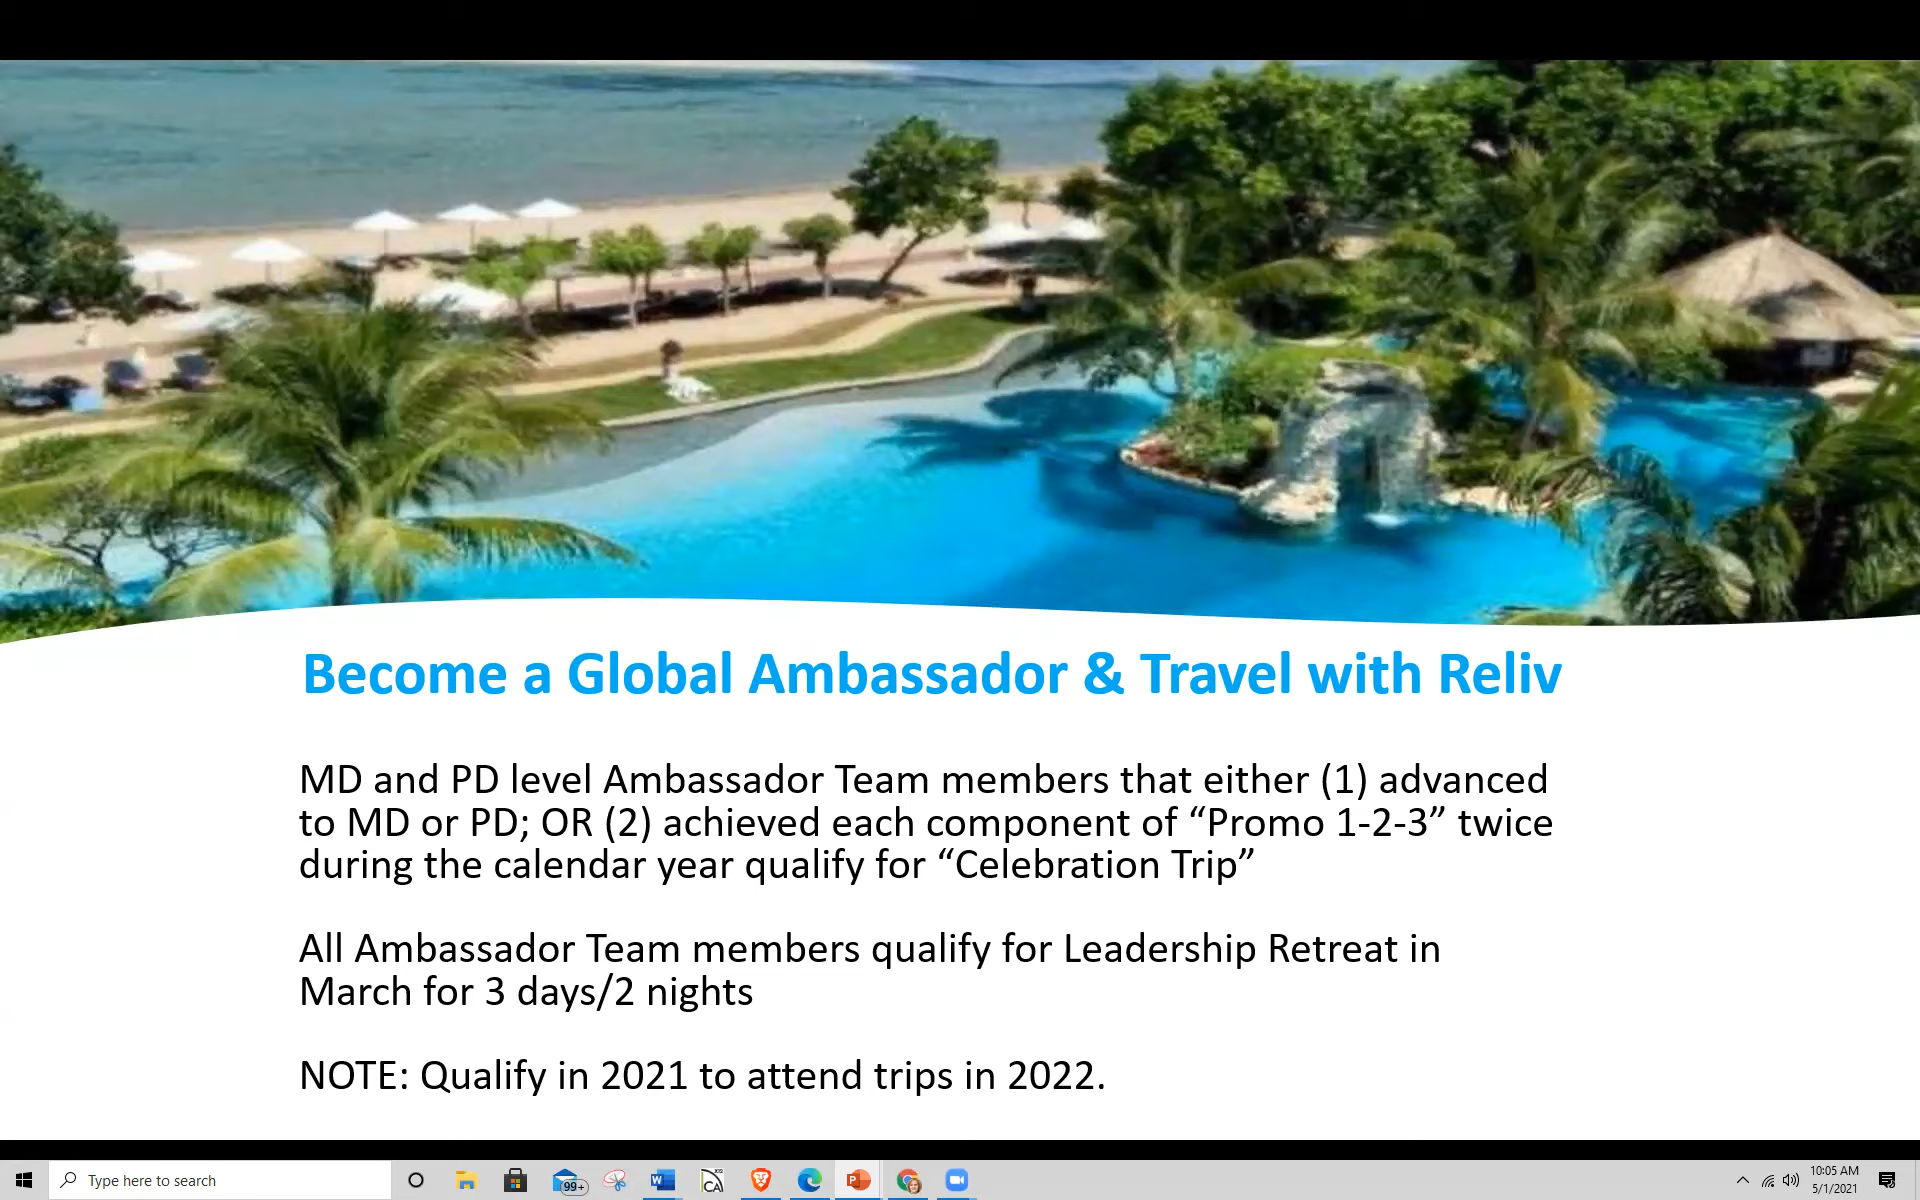 Become a Global Ambassador & Travel with Reliv
MD and PD level Ambassador Team members that either (1) advanced
to MD or PD; OR (2) achieved each component of “Promo 1-2-3” twice
during the calendar year qualify for “Celebration Trip”
All Ambassador Team members qualify for Leadership Retreat in
March for 3 days/2 nights
NOTE: Qualify in 2021 to attend trips in 2022.
Type here to search
99+
CA
10:05 AM
5/1/2021